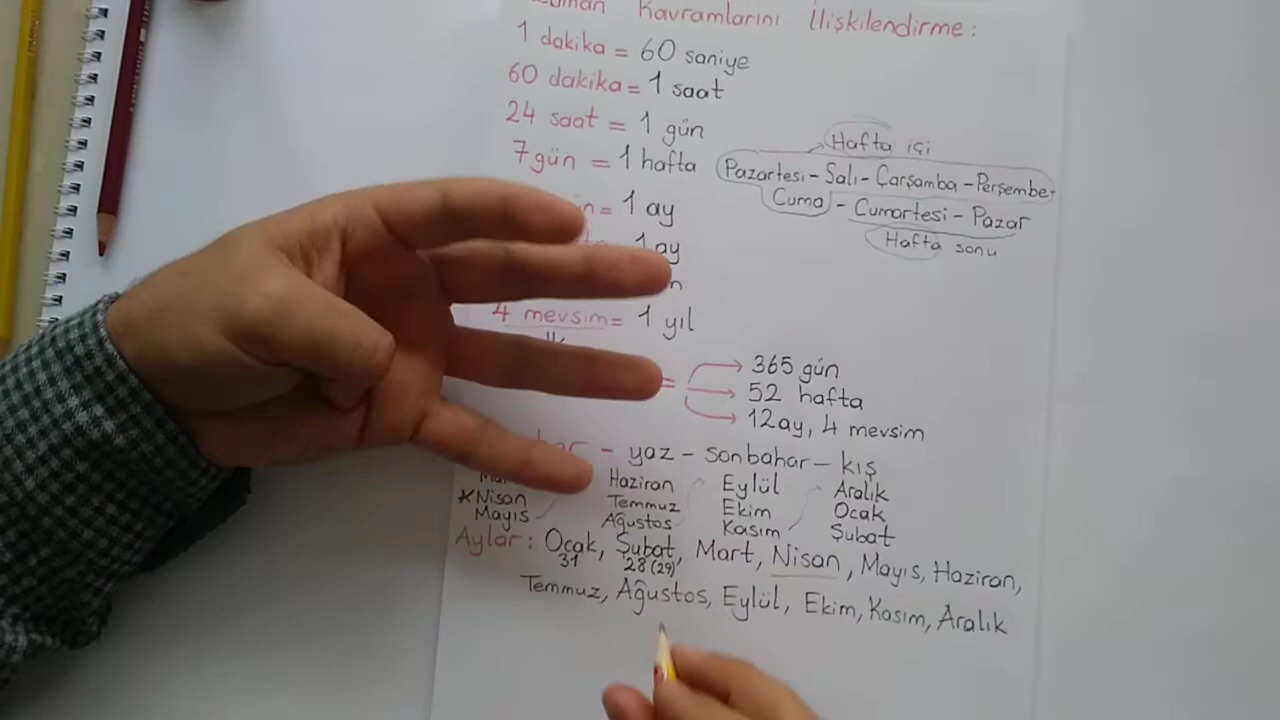 Kavramlarını İlişkilendirme:
1 dakika = 60 saniye
60 dakika = 1 saat
24 saat = 1 gün
7 gün = 1 hafta
Hafta içi
Pazartesi - Salı - Çarşamba - Perşembe
Cuma - Cumartesi - Pazar
Hafta sonu
= 1 ay
1 ay
4 mevsim = 1 yıl
=
365 gün
52 hafta
12 ay, 4 mevsim
- yaz - sonbahar - kış
Haziran Eylül Aralık
*Nisan Temmuz Ekim Ocak
Mayıs Ağustos Kasım Şubat
Aylar: Ocak, Şubat, Mart, Nisan, Mayıs, Haziran,
31 28 (29)
Temmuz, Ağustos, Eylül, Ekim, Kasım, Aralık